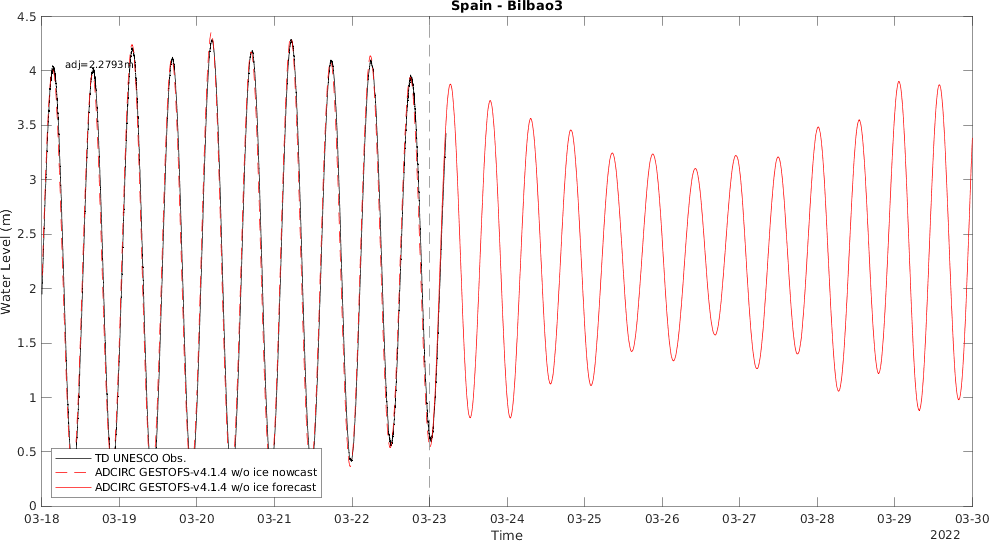 Spain - Bilbao3
4.5
4
3.5
3
2.5
2
1.5
1
0.5
0
Water Level (m)
adj=2.2793m
TD UNESCO Obs.
ADCIRC GESTOFS-v4.1.4 w/o ice nowcast
ADCIRC GESTOFS-v4.1.4 w/o ice forecast
03-18 03-19 03-20 03-21 03-22 03-23 03-24 03-25 03-26 03-27 03-28 03-29 03-30
Time
2022